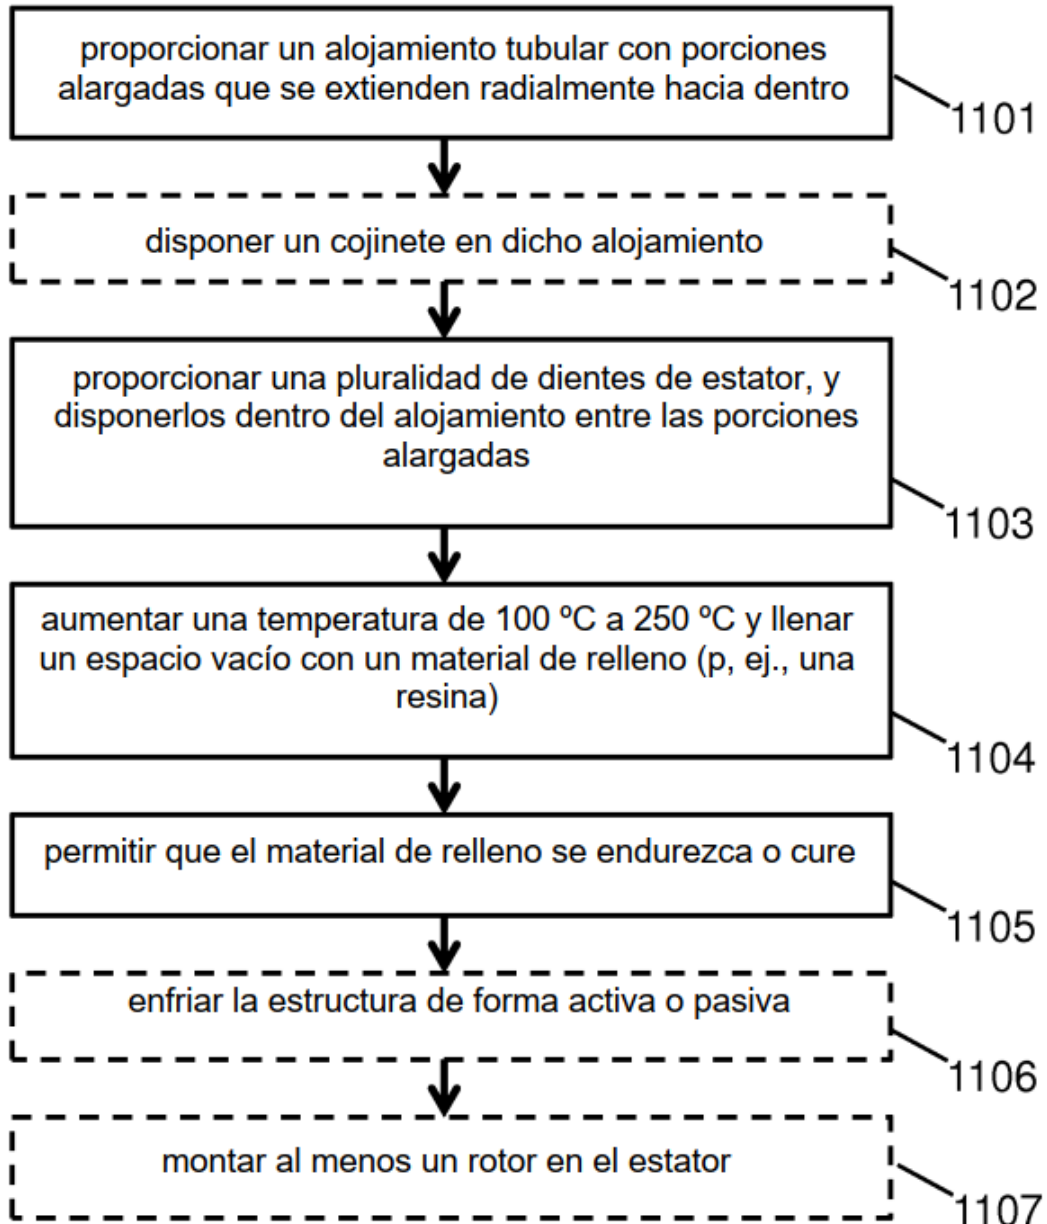 proporcionar un alojamiento tubular con porciones
alargadas que se extienden radialmente hacia dentro
1101
disponer un cojinete en dicho alojamiento
1102
proporcionar una pluralidad de dientes de estator, y
disponerlos dentro del alojamiento entre las porciones
alargadas
1103
aumentar una temperatura de 100 ºC a 250 ºC y llenar
un espacio vacío con un material de relleno (p, ej., una
resina)
1104
permitir que el material de relleno se endurezca o cure
1105
enfriar la estructura de forma activa o pasiva
1106
montar al menos un rotor en el estator
1107